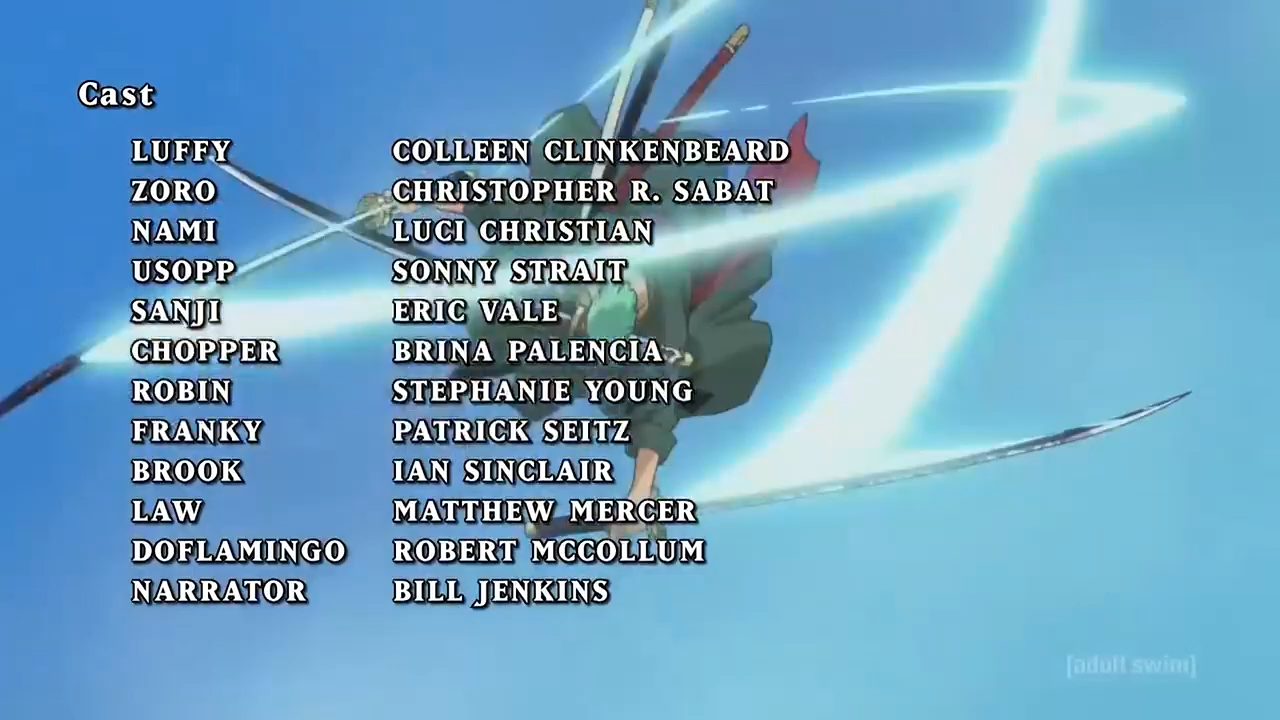 Cast
LUFFY COLLEEN CLINKENBEARD
ZORO CHRISTOPHER R. SABAT
NAMI LUCI CHRISTIAN
USOPP SONNY STRAIT
SANJI ERIC VALE
CHOPPER BRINA PALENCIA
ROBIN STEPHANIE YOUNG
FRANKY PATRICK SEITZ
BROOK IAN SINCLAIR
LAW MATTHEW MERCER
DOFLAMINGO ROBERT MCCOLLUM
NARRATOR BILL JENKINS
[adult swim]